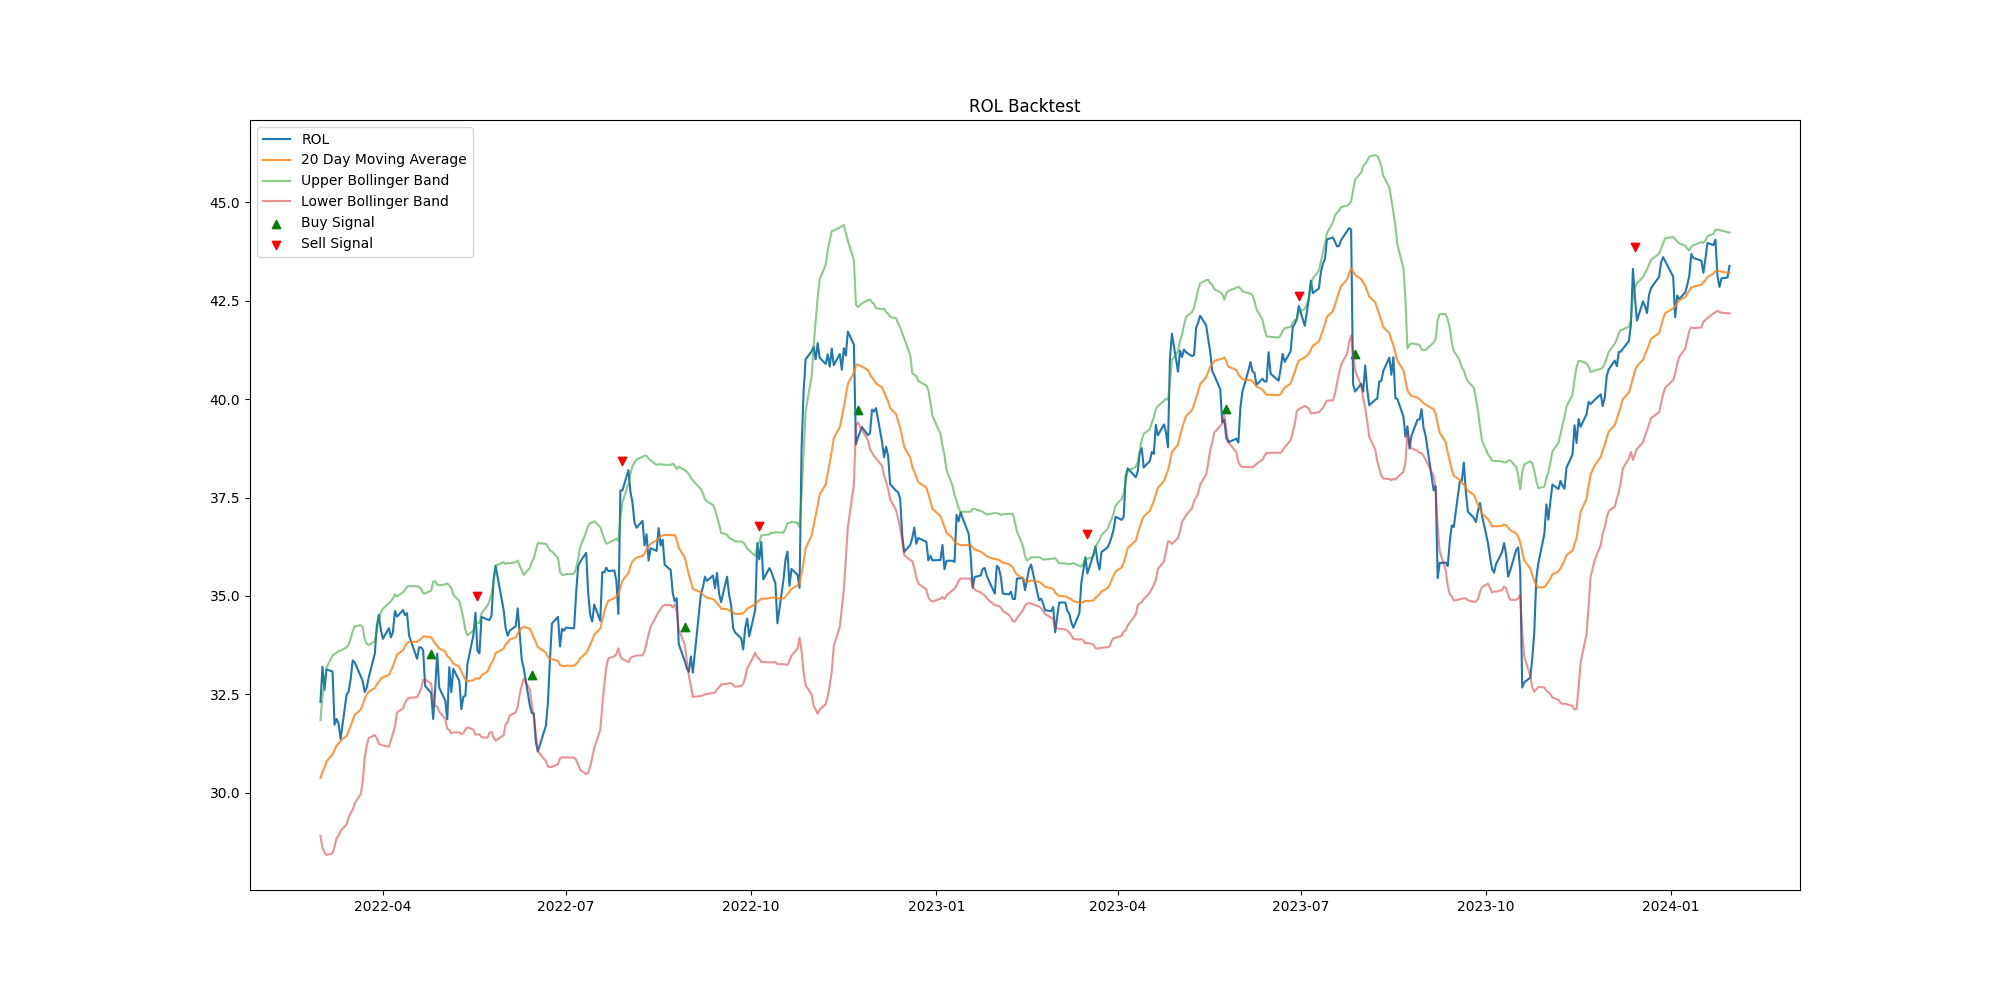 ROL Backtest
ROL
20 Day Moving Average
Upper Bollinger Band
Lower Bollinger Band
Buy Signal
Sell Signal
45.0
42.5
40.0
37.5
35.0
32.5
30.0
2022-04 2022-07 2022-10 2023-01 2023-04 2023-07 2023-10 2024-01